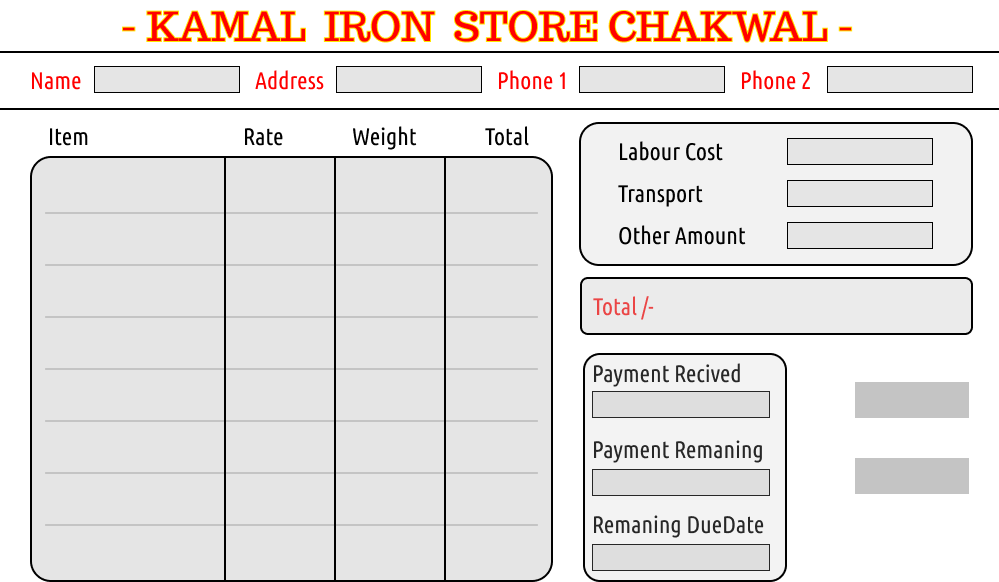 - KAMAL IRON STORE CHAKWAL -
Name Address Phone 1 Phone 2
Item Rate Weight Total
Labour Cost
Transport
Other Amount
Total /-
Payment Recived
Payment Remaning
Remaning DueDate